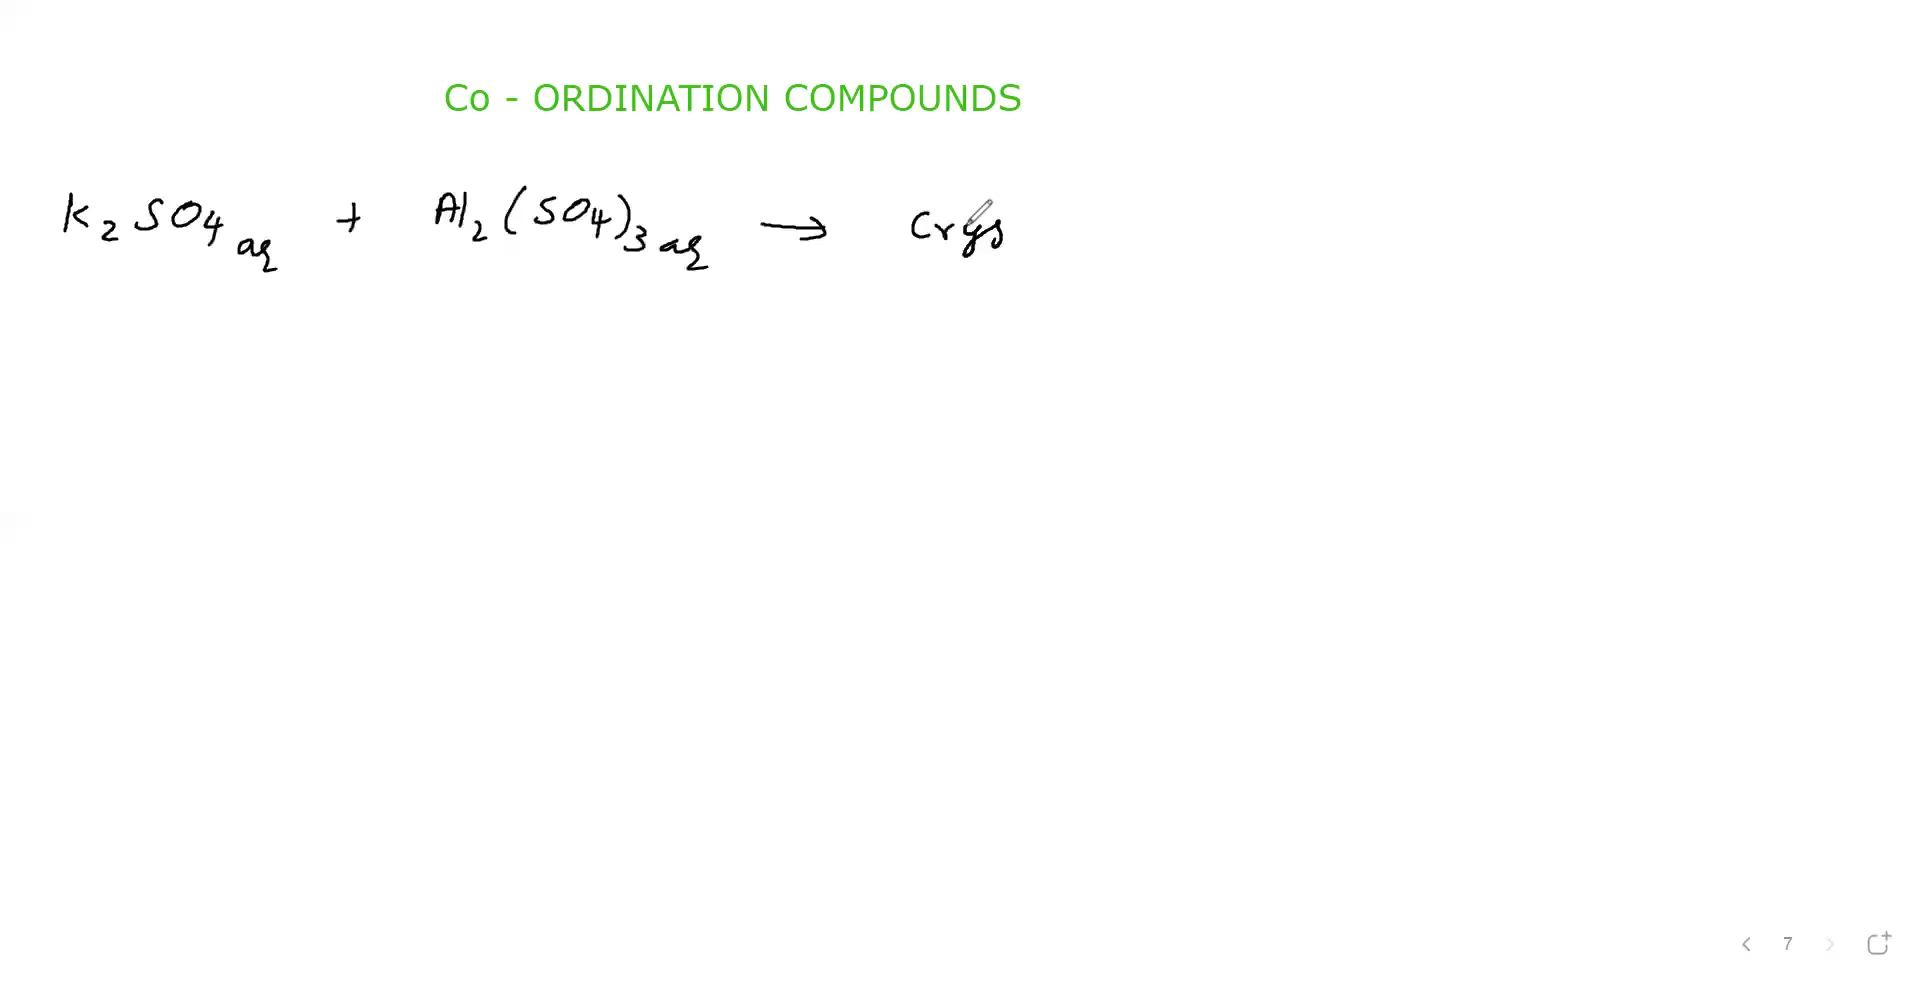 Co - ORDINATION COMPOUNDS
K₂SO₄ aq + Al₂(SO₄)₃ aq → Crys
7